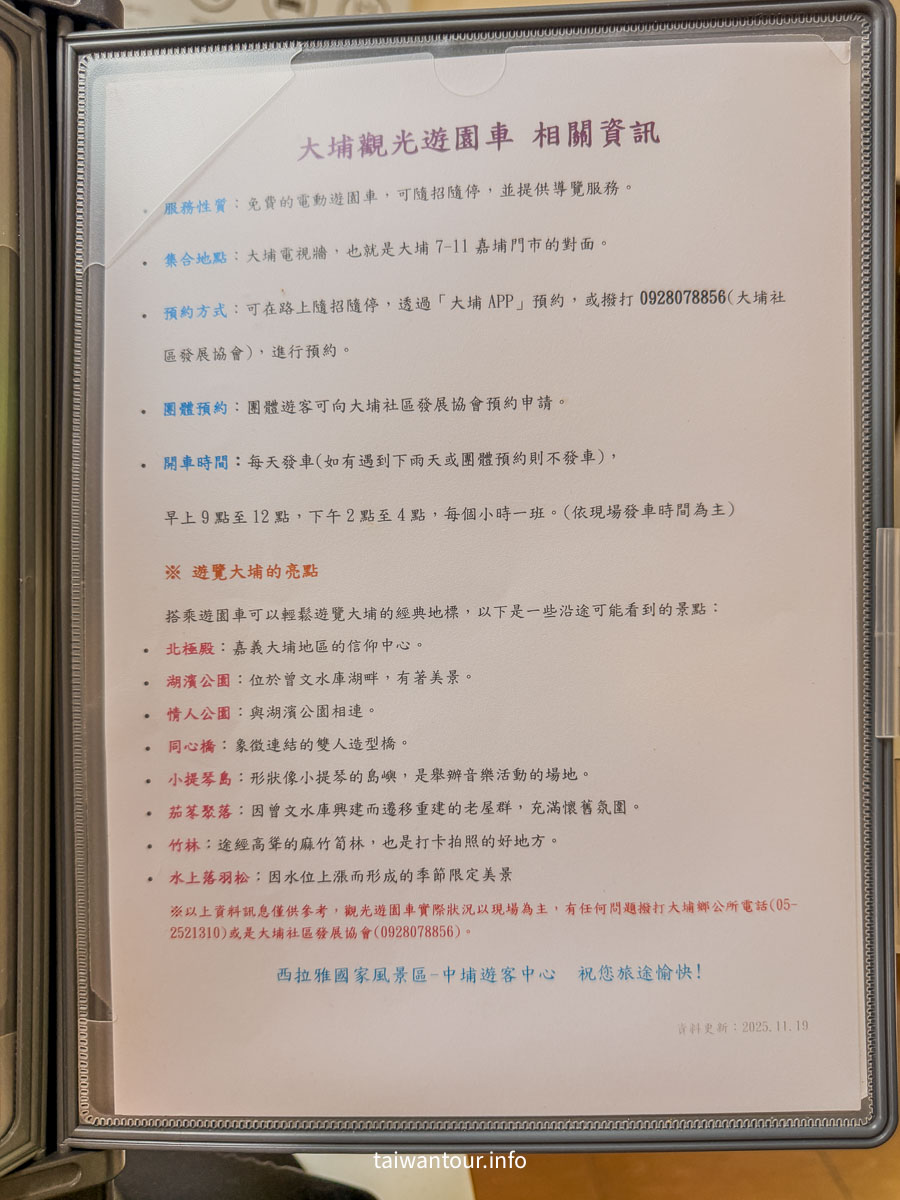 大埔觀光遊園車 相關資訊
• 服務性質：免費的電動遊園車，可隨招隨停，並提供導覽服務。
• 集合地點：大埔電視牆，也就是大埔 7-11 嘉埔門市的對面。
• 預約方式：可在路上隨招隨停，透過「大埔 APP」預約，或撥打 0928078856(大埔社
區發展協會)，進行預約。
• 團體預約：團體遊客可向大埔社區發展協會預約申請。
• 開車時間：每天發車(如有遇到下雨天或團體預約則不發車)，
早上 9 點至 12 點，下午 2 點至 4 點，每個小時一班。(依現場發車時間為主)
※ 遊覽大埔的亮點
搭乘遊園車可以輕鬆遊覽大埔的經典地標，以下是一些沿途可能看到的景點：
• 北極殿：嘉義大埔地區的信仰中心。
• 湖濱公園：位於曾文水庫湖畔，有著美景。
• 情人公園：與湖濱公園相連。
• 同心橋：象徵連結的雙人造型橋。
• 小提琴島：形狀像小提琴的島嶼，是舉辦音樂活動的場地。
• 茄苳聚落：因曾文水庫興建而遷移重建的老屋群，充滿懷舊氛圍。
• 竹林：途經高聳的麻竹筍林，也是打卡拍照的好地方。
• 水上落羽松：因水位上漲而形成的季節限定美景
※以上資料訊息僅供參考，觀光遊園車實際狀況以現場為主，有任何問題撥打大埔鄉公所電話(05-
2521310)或是大埔社區發展協會(0928078856)。
西拉雅國家風景區-中埔遊客中心 祝您旅途愉快!
資料更新：2025.11.19
taiwantour.info